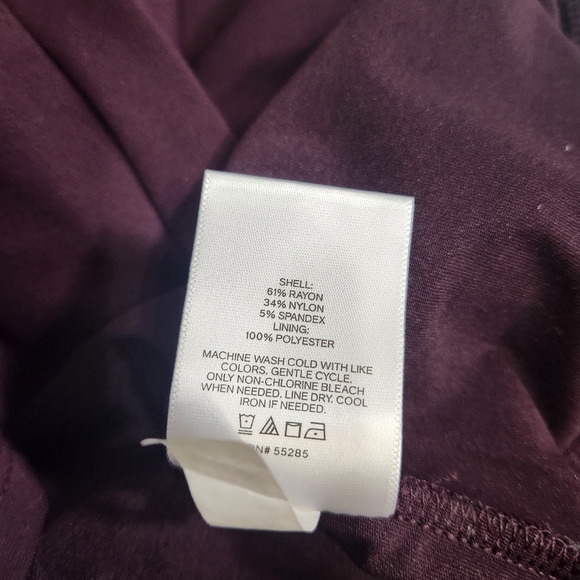 SHELL:
61% RAYON
34% NYLON
5% SPANDEX
LINING:
100% POLYESTER
MACHINE WASH COLD WITH LIKE
COLORS. GENTLE CYCLE.
ONLY NON-CHLORINE BLEACH
WHEN NEEDED. LINE DRY. COOL
IRON IF NEEDED.
RN# 55285